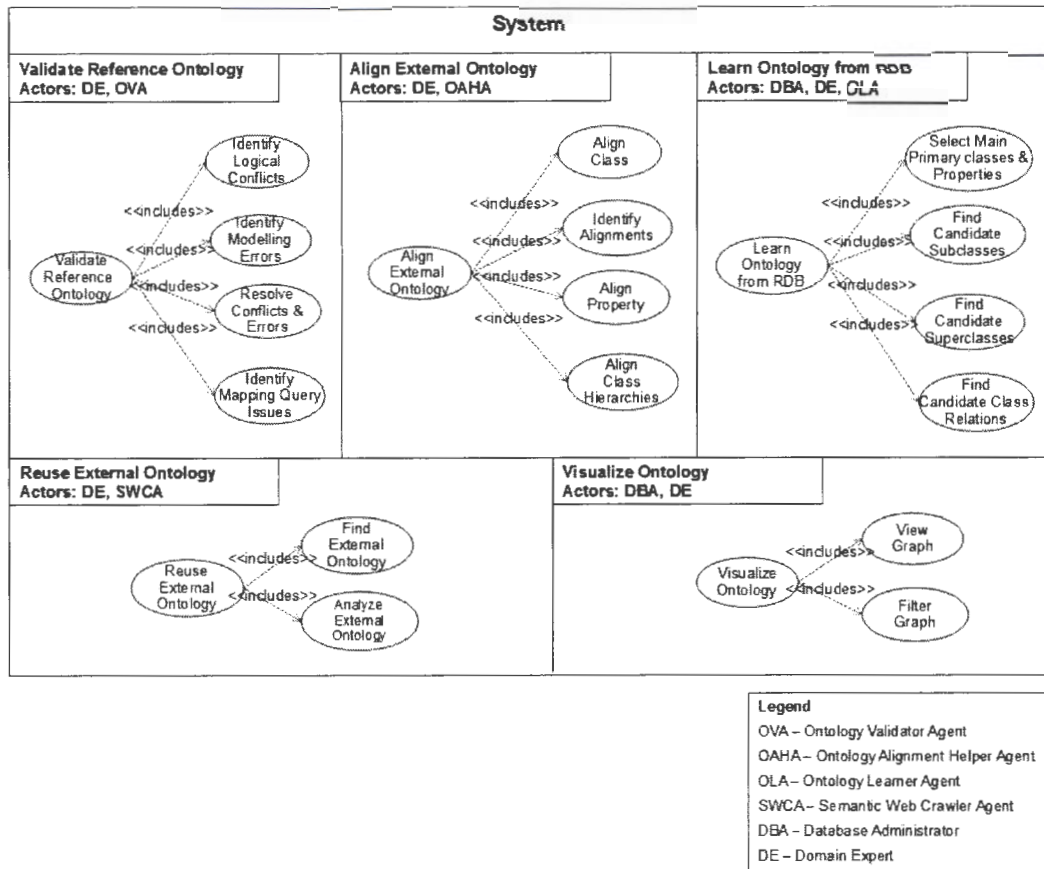 System
Validate Reference Ontology
Actors: DE, OVA
Identify
Logical
Conflicts
<<includes>>
Identify
Modelling
Errors
<<includes>>
Validate
Reference
Ontology
Resolve
Conflicts &
Errors
<<includes>>
<<includes>>
Identify
Mapping Query
Issues
Align External Ontology
Actors: DE, OAHA
Align
Class
<<includes>>
Identify
Alignments
<<includes>>
Align
External
Ontology
Align
Property
<<includes>>
<<includes>>
Align
Class
Hierarchies
Learn Ontology from RDB
Actors: DBA, DE, OLA
Select Main
Primary classes &
Properties
<<includes>>
Find
Candidate
Subclasses
<<includes>>
Learn
Ontology
from RDB
<<includes>>
Find
Candidate
Superclasses
<<includes>>
Find
Candidate Class
Relations
Reuse External Ontology
Actors: DE, SWCA
Find
External
Ontology
<<includes>>
Reuse
External
Ontology
<<includes>>
Analyze
External
Ontology
Visualize Ontology
Actors: DBA, DE
View
Graph
<<includes>>
Visualize
Ontology
<<includes>>
Filter
Graph
Legend
OVA – Ontology Validator Agent
OAHA – Ontology Alignment Helper Agent
OLA – Ontology Learner Agent
SWCA – Semantic Web Crawler Agent
DBA – Database Administrator
DE – Domain Expert